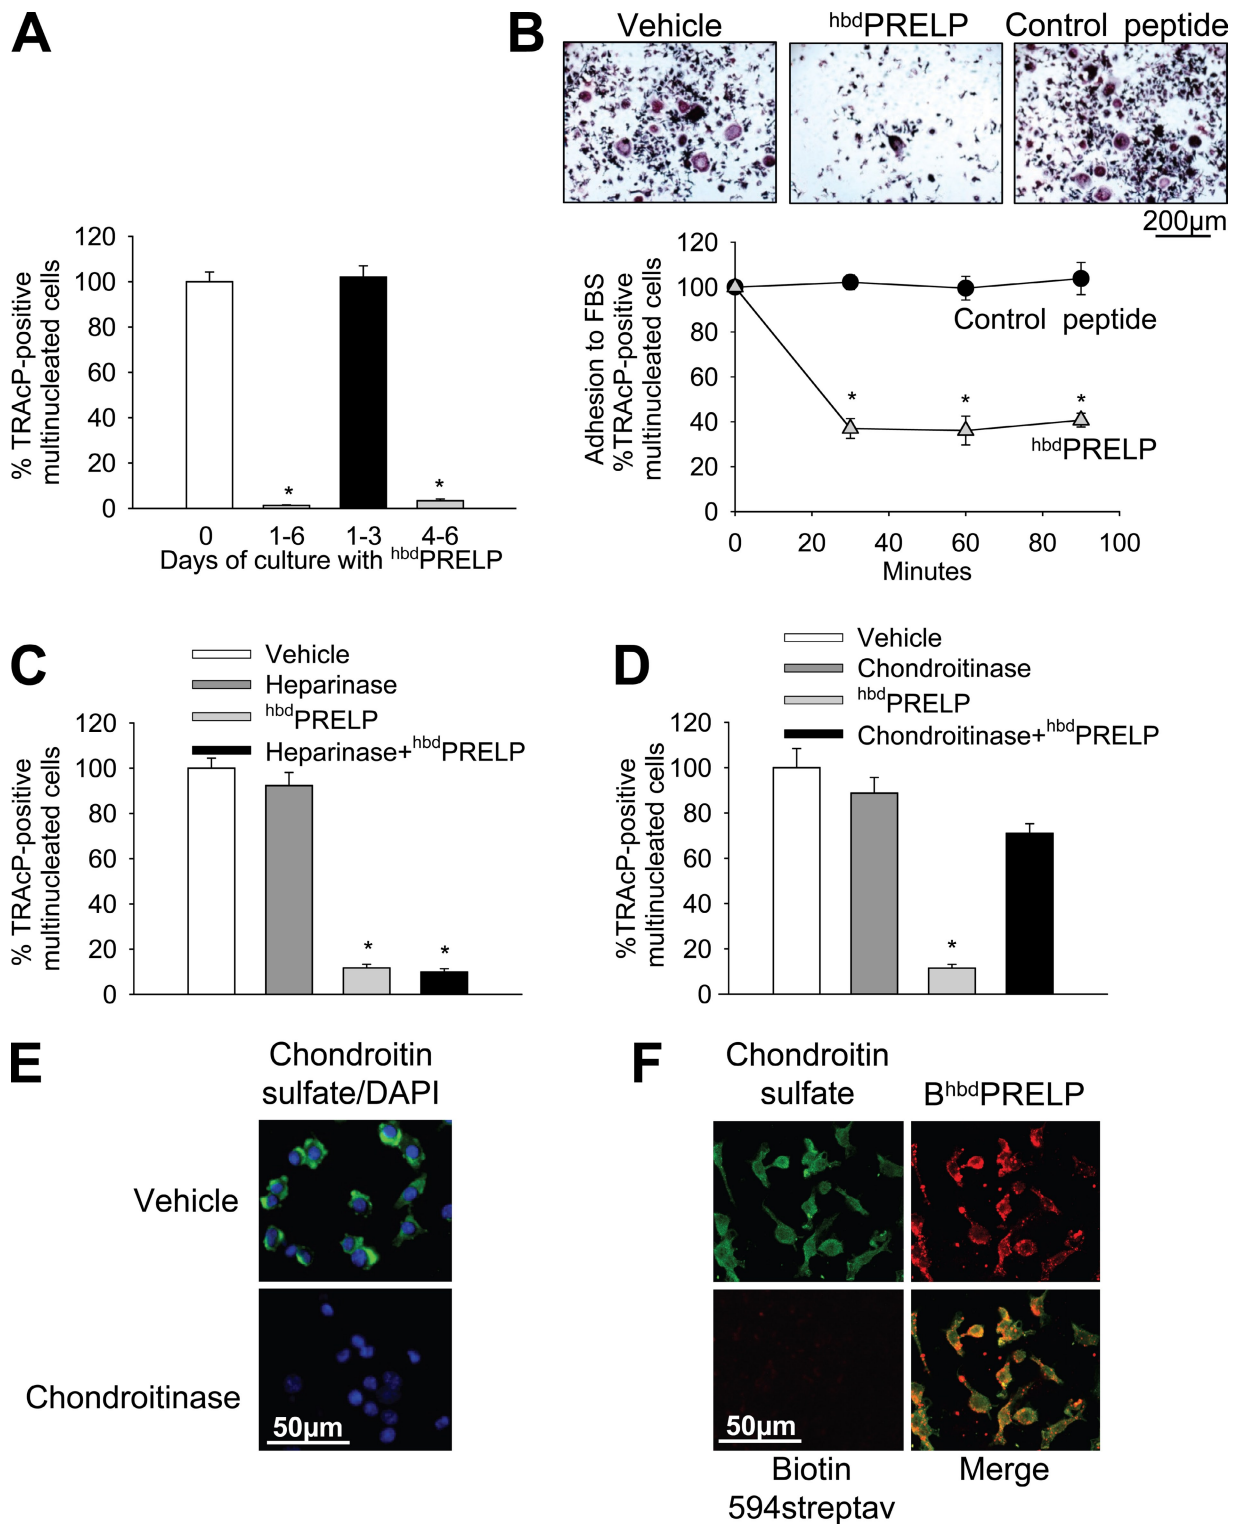 A
120
100
80
60
40
20
0
% TRAcP-positive
multinucleated cells
*
*
0 1-6 1-3 4-6
Days of culture with hbdPRELP
B
Vehicle hbdPRELP Control peptide
200µm
120
100
80
60
40
20
0
Adhesion to FBS
%TRAcP-positive
multinucleated cells
Control peptide
* * *
hbdPRELP
0 20 40 60 80 100
Minutes
C
Vehicle
Heparinase
hbdPRELP
Heparinase+hbdPRELP
120
100
80
60
40
20
0
% TRAcP-positive
multinucleated cells
* *
D
Vehicle
Chondroitinase
hbdPRELP
Chondroitinase+hbdPRELP
120
100
80
60
40
20
0
%TRAcP-positive
multinucleated cells
*
E
Chondroitin
sulfate/DAPI
Vehicle
Chondroitinase
50µm
F
Chondroitin
sulfate
BhbdPRELP
50µm
Biotin
594streptav
Merge